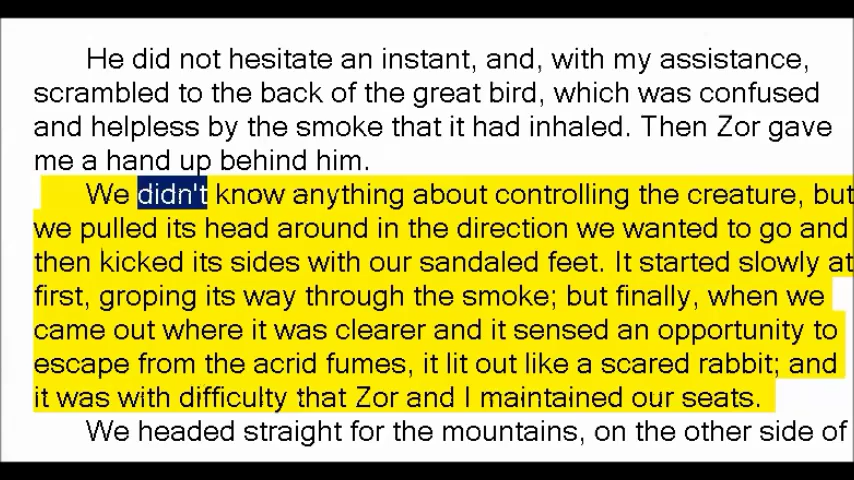 He did not hesitate an instant, and, with my assistance,
scrambled to the back of the great bird, which was confused
and helpless by the smoke that it had inhaled. Then Zor gave
me a hand up behind him.
We didn't know anything about controlling the creature, but
we pulled its head around in the direction we wanted to go and
then kicked its sides with our sandaled feet. It started slowly at
first, groping its way through the smoke; but finally, when we
came out where it was clearer and it sensed an opportunity to
escape from the acrid fumes, it lit out like a scared rabbit; and
it was with difficulty that Zor and I maintained our seats.
We headed straight for the mountains, on the other side of